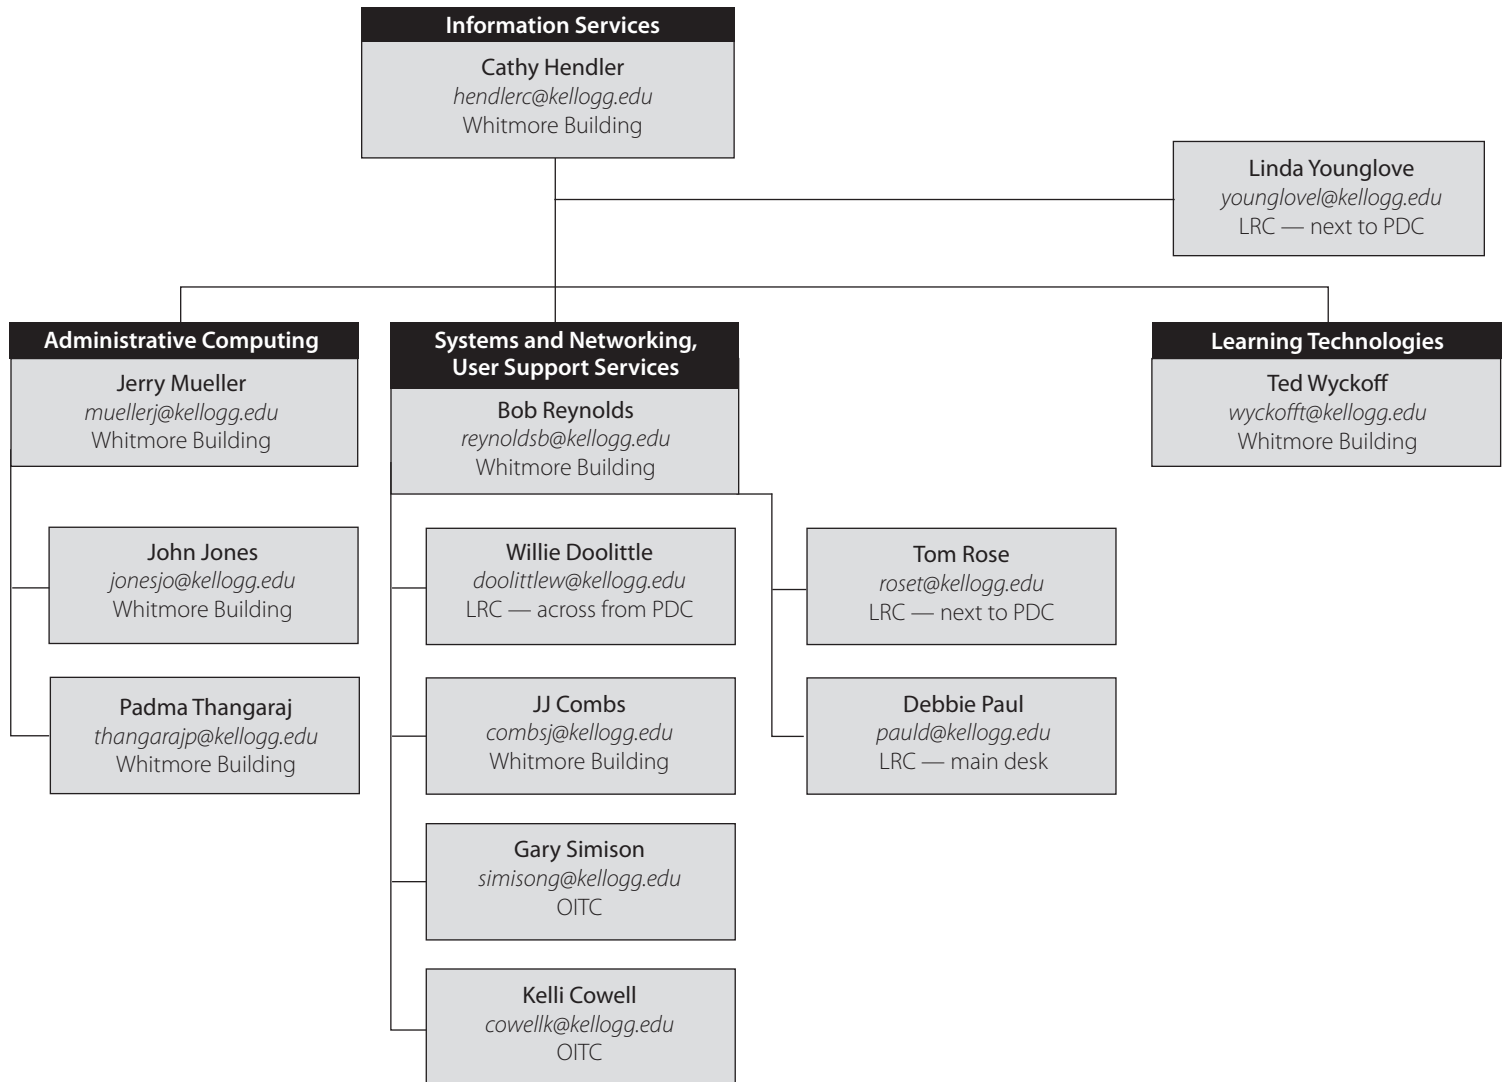 Information Services
Cathy Hendler
hendlerc@kellogg.edu
Whitmore Building
Linda Younglove
younglovel@kellogg.edu
LRC — next to PDC
Administrative Computing
Jerry Mueller
muellerj@kellogg.edu
Whitmore Building
Systems and Networking,
User Support Services
Bob Reynolds
reynoldsb@kellogg.edu
Whitmore Building
Learning Technologies
Ted Wyckoff
wyckofft@kellogg.edu
Whitmore Building
John Jones
jonesjo@kellogg.edu
Whitmore Building
Padma Thangaraj
thangarajp@kellogg.edu
Whitmore Building
Willie Doolittle
doolittlew@kellogg.edu
LRC — across from PDC
JJ Combs
combsj@kellogg.edu
Whitmore Building
Gary Simison
simisong@kellogg.edu
OITC
Kelli Cowell
cowellk@kellogg.edu
OITC
Tom Rose
roset@kellogg.edu
LRC — next to PDC
Debbie Paul
pauld@kellogg.edu
LRC — main desk